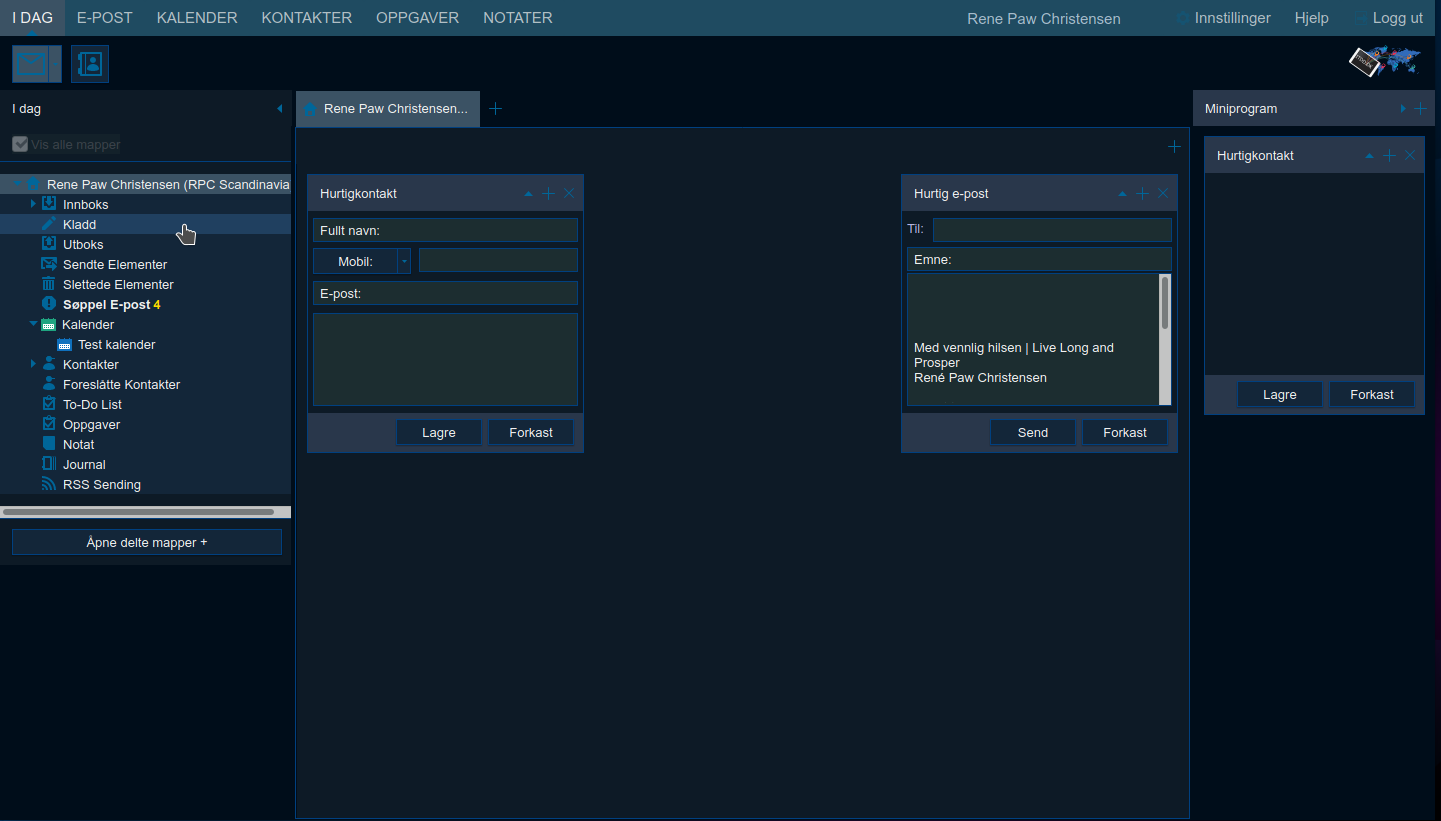 I DAG E-POST KALENDER KONTAKTER OPPGAVER NOTATER Rene Paw Christensen Innstillinger Hjelp Logg ut
I dag
Vis alle mapper
Rene Paw Christensen (RPC Scandinavia
Innboks
Kladd
Utboks
Sendte Elementer
Slettede Elementer
Søppel E-post 4
Kalender
Test kalender
Kontakter
Foreslåtte Kontakter
To-Do List
Oppgaver
Notat
Journal
RSS Sending
Åpne delte mapper +
Rene Paw Christensen...
Hurtigkontakt
Fullt navn:
Mobil:
E-post:
Lagre Forkast
Hurtig e-post
Til:
Emne:
Med vennlig hilsen | Live Long and
Prosper
René Paw Christensen
Send Forkast
Miniprogram
Hurtigkontakt
Lagre Forkast